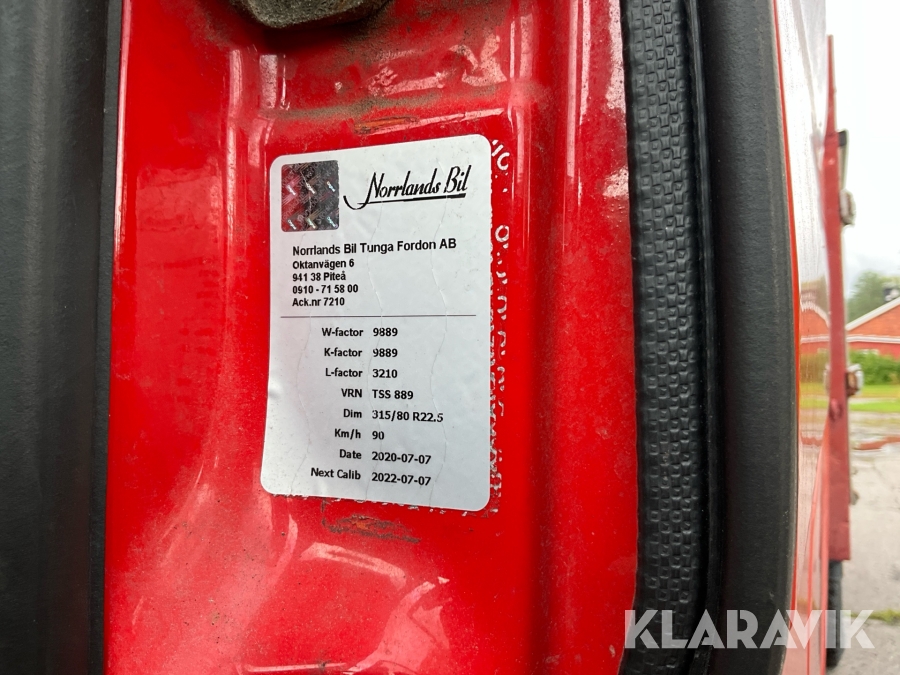 Norrlands Bil
Norrlands Bil Tunga Fordon AB
Oktanvägen 6
941 38 Piteå
0910 - 71 58 00
Ack.nr 7210
W-factor 9889
K-factor 9889
L-factor 3210
VRN TSS 889
Dim 315/80 R22.5
Km/h 90
Date 2020-07-07
Next Calib 2022-07-07
KLARAVIK